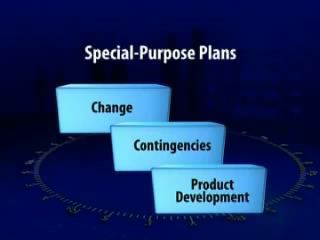 Special-Purpose Plans
Change
Contingencies
Product
Development